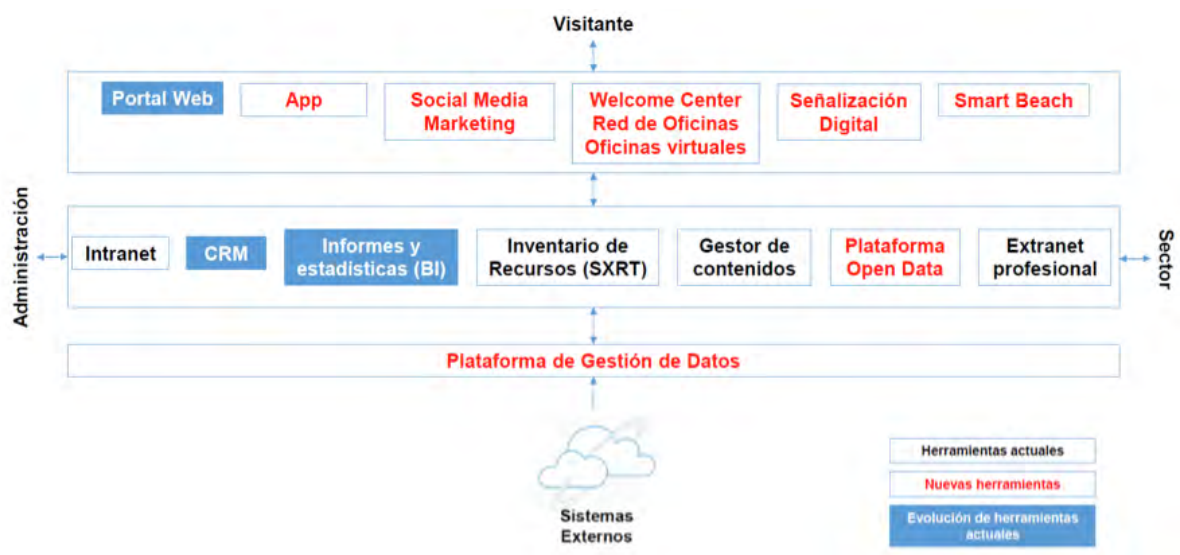 Visitante
Portal Web
App
Social Media
Marketing
Welcome Center
Red de Oficinas
Oficinas virtuales
Señalización
Digital
Smart Beach
Administración
Intranet
CRM
Informes y
estadísticas (BI)
Inventario de
Recursos (SXRT)
Gestor de
contenidos
Plataforma
Open Data
Extranet
profesional
Sector
Plataforma de Gestión de Datos
Sistemas
Externos
Herramientas actuales
Nuevas herramientas
Evolución de herramientas
actuales